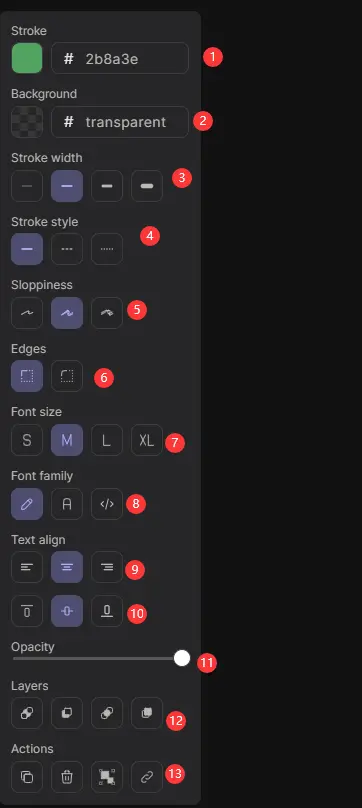 Stroke
# 2b8a3e 1
Background
# transparent 2
Stroke width
3
Stroke style
4
Sloppiness
5
Edges
6
Font size
S M L XL 7
Font family
A </> 8
Text align
9
10
Opacity
11
Layers
12
Actions
13